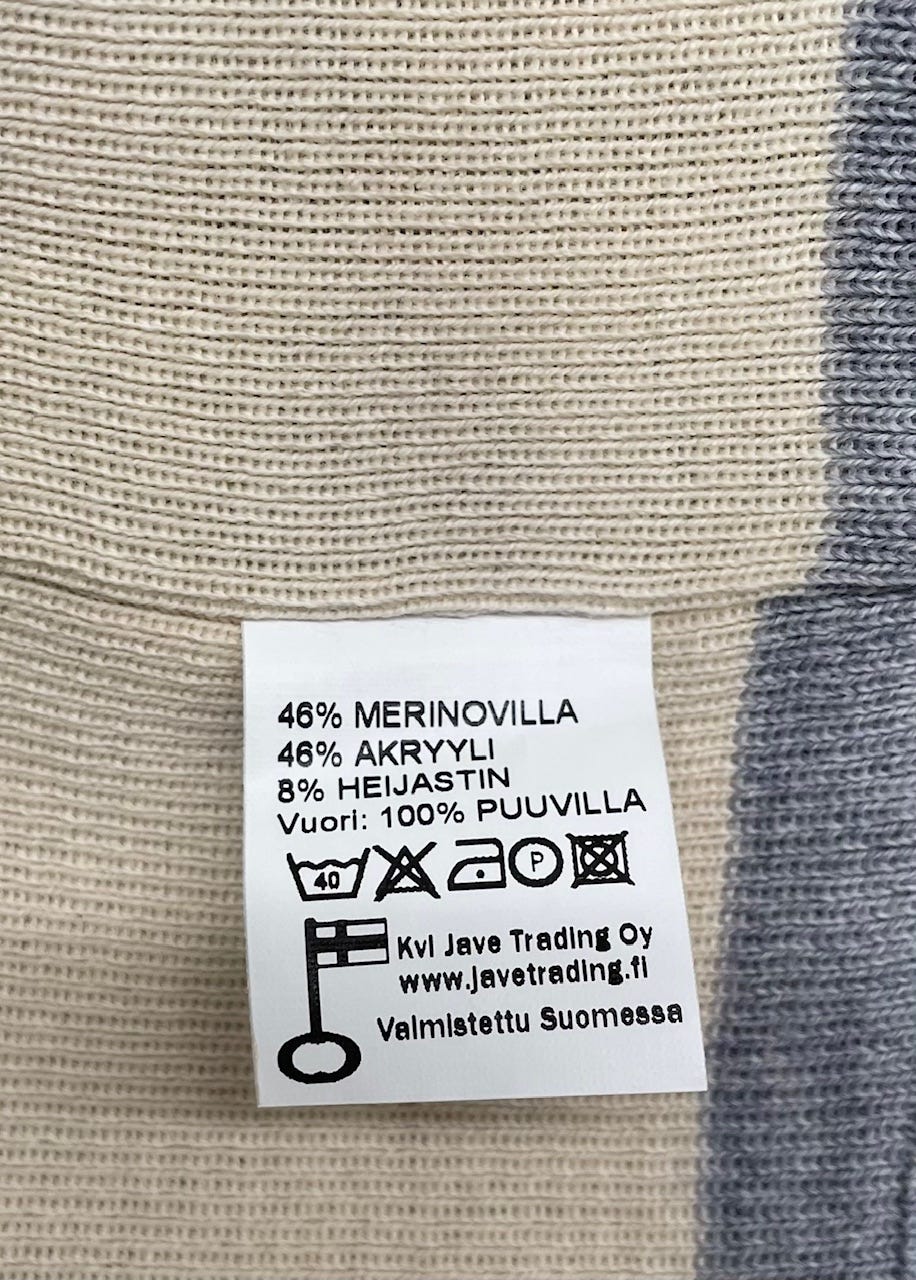 46% MERINOVILLA
46% AKRYYLI
8% HEIJASTIN
Vuori: 100% PUUVILLA
40 P
Kvl Jave Trading Oy
www.javetrading.fi
Valmistettu Suomessa